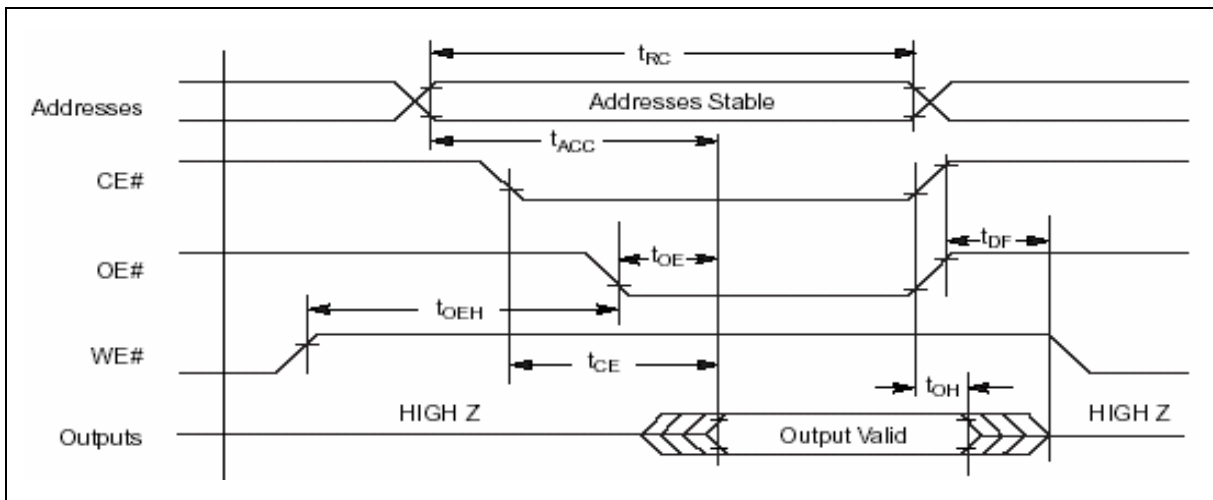 tRC
Addresses
Addresses Stable
tACC
CE#
tDF
OE#
tOE
tOEH
WE#
tCE
tOH
HIGH Z
HIGH Z
Outputs
Output Valid